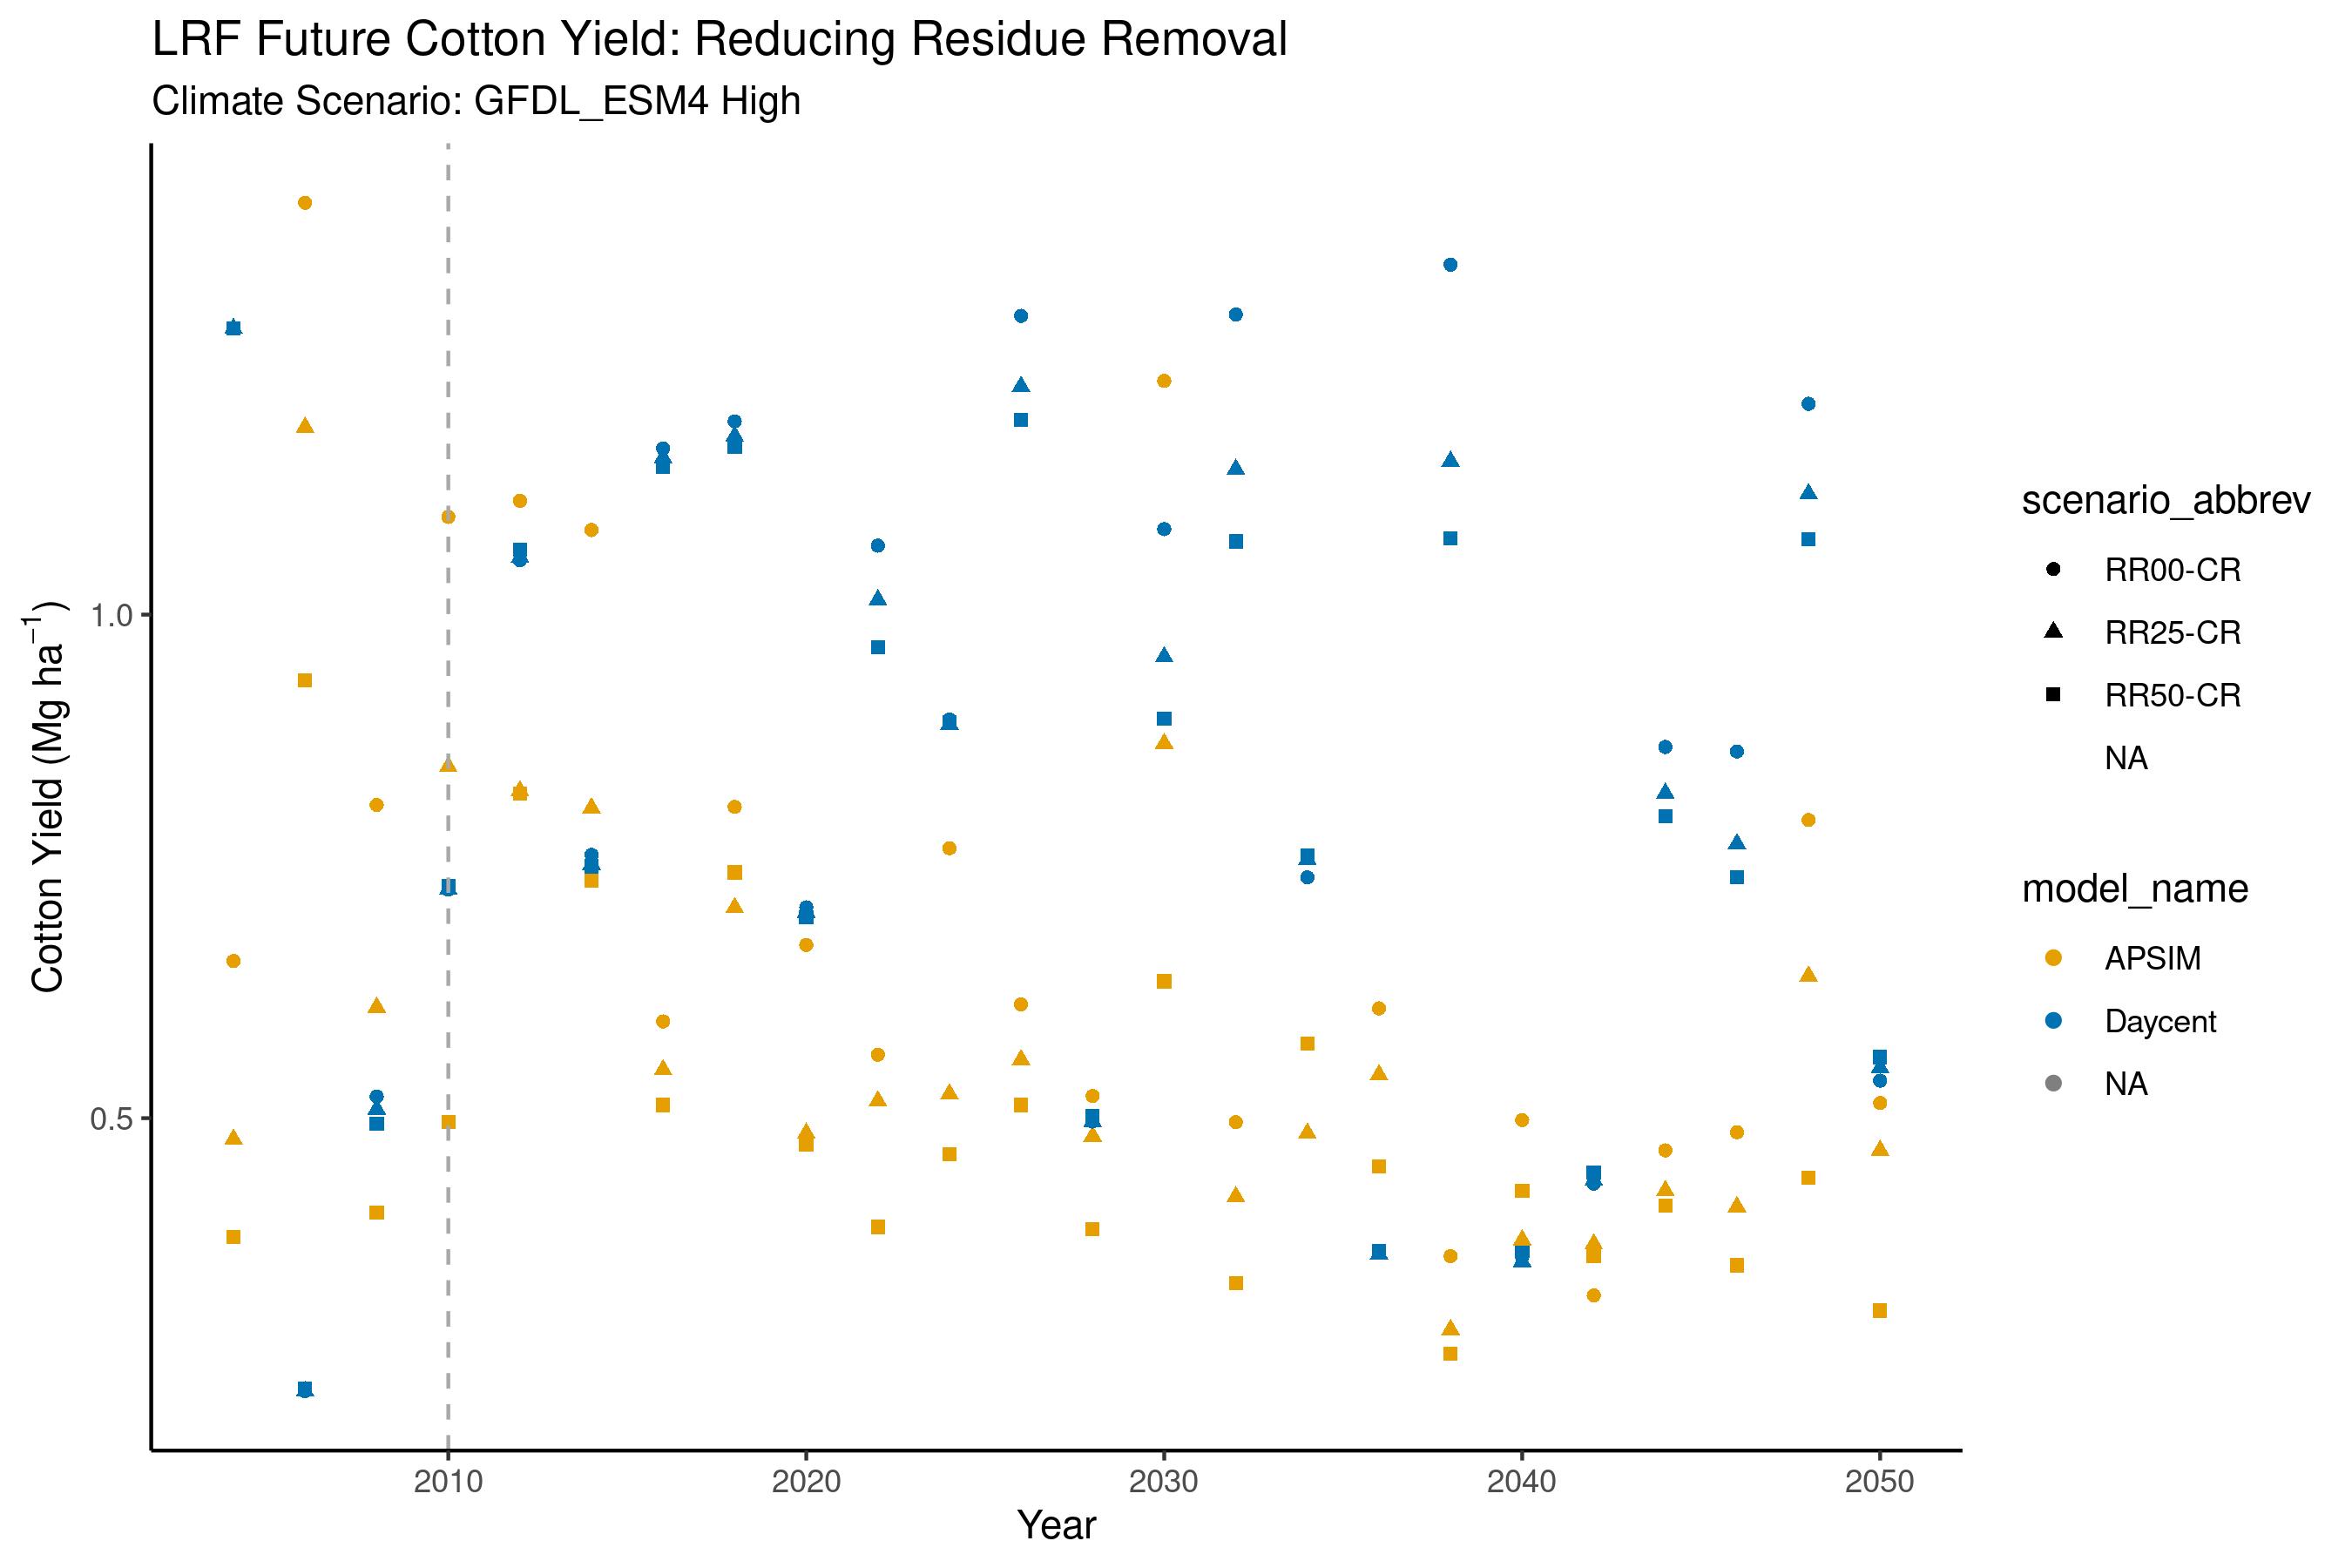 LRF Future Cotton Yield: Reducing Residue Removal
Climate Scenario: GFDL_ESM4 High
Cotton Yield (Mg ha⁻¹)
1.0
0.5
2010
2020
2030
2040
2050
Year
scenario_abbrev
RR00-CR
RR25-CR
RR50-CR
NA
model_name
APSIM
Daycent
NA